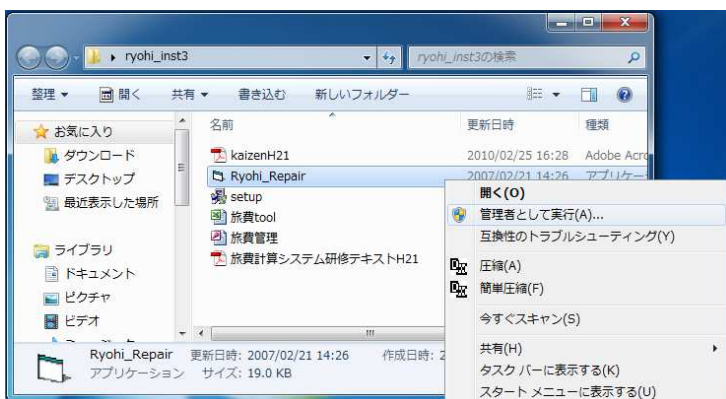 ryohi_inst3
ryohi_inst3の検索
整理 開く 共有 書き込む 新しいフォルダー
お気に入り
ダウンロード
デスクトップ
最近表示した場所
ライブラリ
ドキュメント
ピクチャ
ビデオ
名前 更新日時 種類
kaizenH21 2010/02/25 16:28 Adobe Acro
Ryohi_Repair 2007/02/21 14:26 アプリケー
setup
旅費tool
旅費管理
旅費計算システム研修テキストH21
開く(O)
管理者として実行(A)...
互換性のトラブルシューティング(Y)
圧縮(A)
簡単圧縮(F)
今すぐスキャン(S)
共有(H)
タスク バーに表示する(K)
スタート メニューに表示する(U)
Ryohi_Repair 更新日時: 2007/02/21 14:26 作成日時: 2
アプリケーション サイズ: 19.0 KB